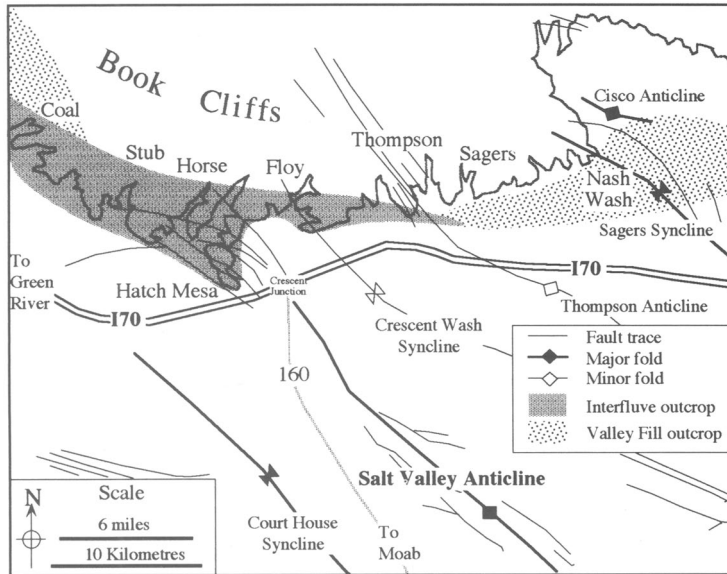 Book Cliffs
Coal
Stub
Horse
Floy
Thompson
Sagers
Cisco Anticline
Nash
Wash
Sagers Syncline
To
Green
River
I70
Hatch Mesa
Crescent
Junction
I70
Thompson Anticline
Crescent Wash
Syncline
160
Fault trace
Major fold
Minor fold
Interfluve outcrop
Valley Fill outcrop
Salt Valley Anticline
Court House
Syncline
To
Moab
N
Scale
6 miles
10 Kilometres